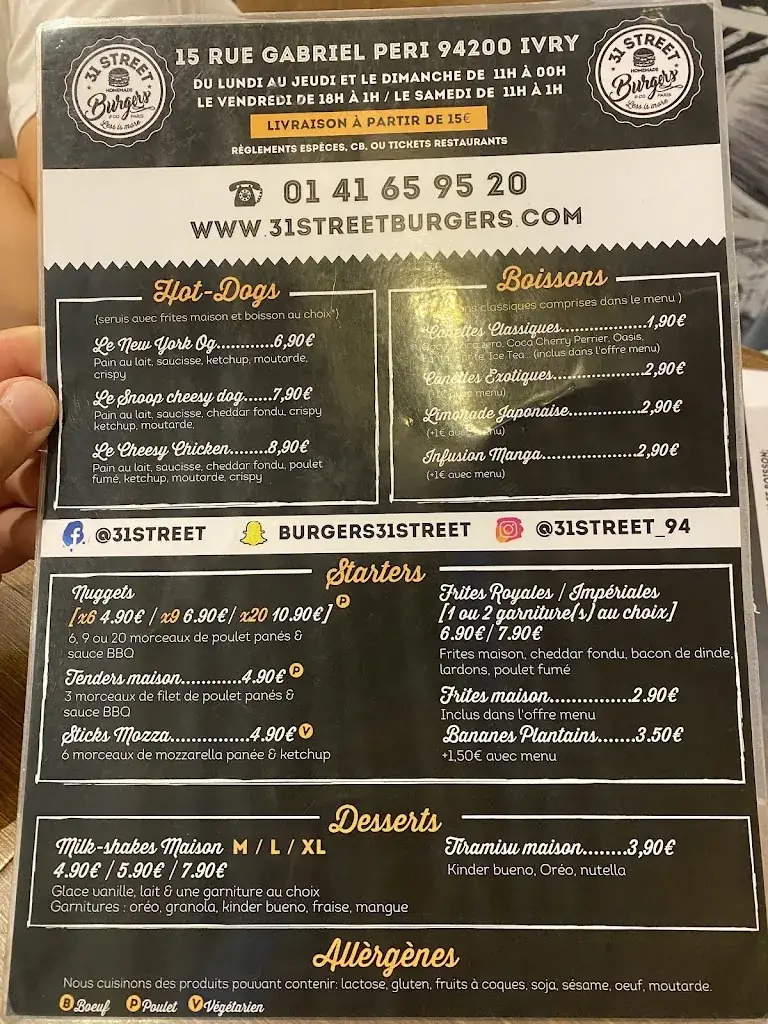 31 STREET
HOMEMADE
Burgers
& CO PARIS
Less is more
15 RUE GABRIEL PERI 94200 IVRY
DU LUNDI AU JEUDI ET LE DIMANCHE DE 11H À 00H
LE VENDREDI DE 18H À 1H / LE SAMEDI DE 11H À 1H
LIVRAISON À PARTIR DE 15€
RÈGLEMENTS ESPÈCES, CB, OU TICKETS RESTAURANTS
31 STREET
HOMEMADE
Burgers
& CO PARIS
Less is more
01 41 65 95 20
WWW.31STREETBURGERS.COM
Hot-Dogs
(servis avec frites maison et boisson au choix*)
Le New York Og............6,90€
Pain au lait, saucisse, ketchup, moutarde,
crispy
Le Snoop cheesy dog.....7,90€
Pain au lait, saucisse, cheddar fondu, crispy
ketchup, moutarde,
Le Cheesy Chicken........8,90€
Pain au lait, saucisse, cheddar fondu, poulet
fumé, ketchup, moutarde, crispy
Boissons
classiques comprises dans le menu )
*Canettes Classiques...............1,90€
zero, Coca Cherry Perrier, Oasis,
Ice Tea... (inclus dans l'offre menu)
Canettes Exotiques..................2,90€
menu)
Limonade Japonaise...............2,90€
(+1€ avec menu)
Infusion Manga.....................2,90€
(+1€ avec menu)
@31STREET
BURGERS31STREET
@31STREET_94
Starters
Nuggets
[x6 4.90€ / x9 6.90€/ x20 10.90€] P
6, 9 ou 20 morceaux de poulet panés &
sauce BBQ
Tenders maison............4.90€ P
3 morceaux de filet de poulet panés &
sauce BBQ
Sticks Mozza...............4.90€ V
6 morceaux de mozzarella panée & ketchup
Frites Royales / Impériales
[1 ou 2 garniture(s) au choix]
6.90€/ 7.90€
Frites maison, cheddar fondu, bacon de dinde,
lardons, poulet fumé
Frites maison...............2.90€
Inclus dans l'offre menu
Bananes Plantains.......3.50€
+1,50€ avec menu
Desserts
Milk-shakes Maison M / L / XL
4.90€ / 5.90€ / 7.90€
Glace vanille, lait & une garniture au choix
Garnitures : oréo, granola, kinder bueno, fraise, mangue
Tiramisu maison........3,90€
Kinder bueno, Oréo, nutella
Allèrgènes
Nous cuisinons des produits pouvant contenir: lactose, gluten, fruits à coques, soja, sésame, oeuf, moutarde.
B Boeuf P Poulet V Végétarien